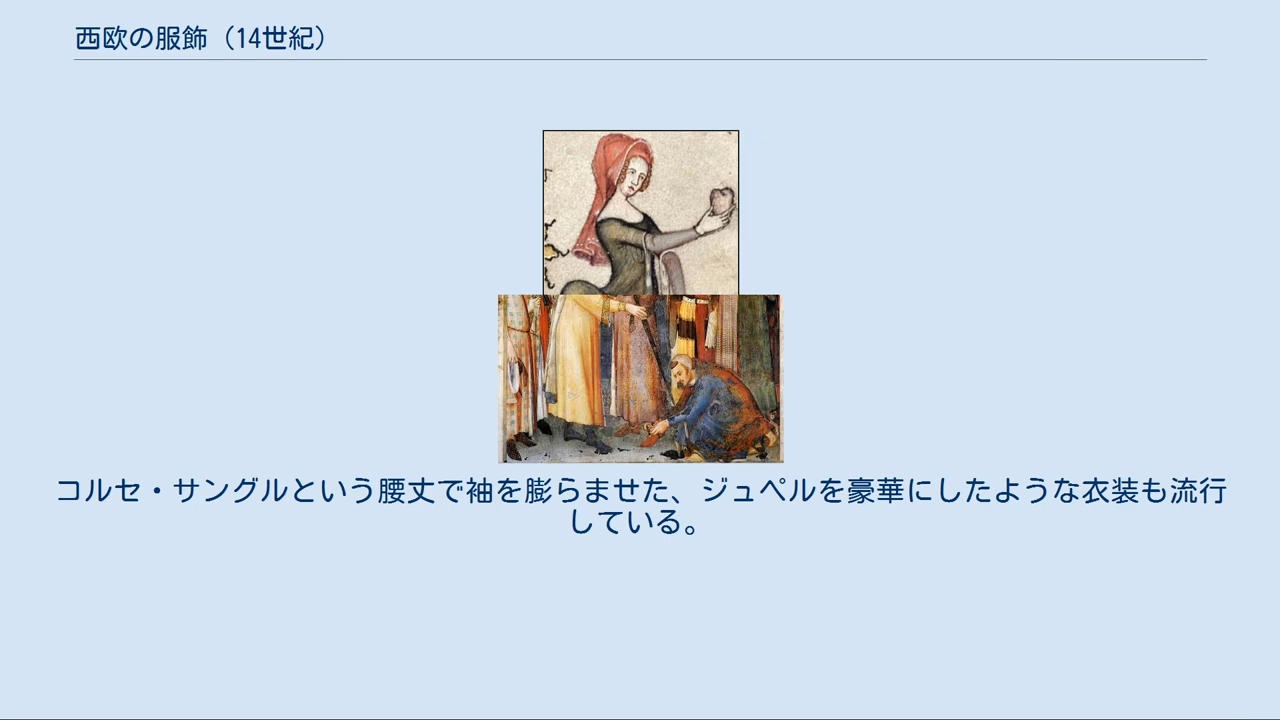 西欧の服飾（14世紀）
コルセ・サングルという腰丈で袖を膨らませた、ジュペルを豪華にしたような衣装も流行
している。